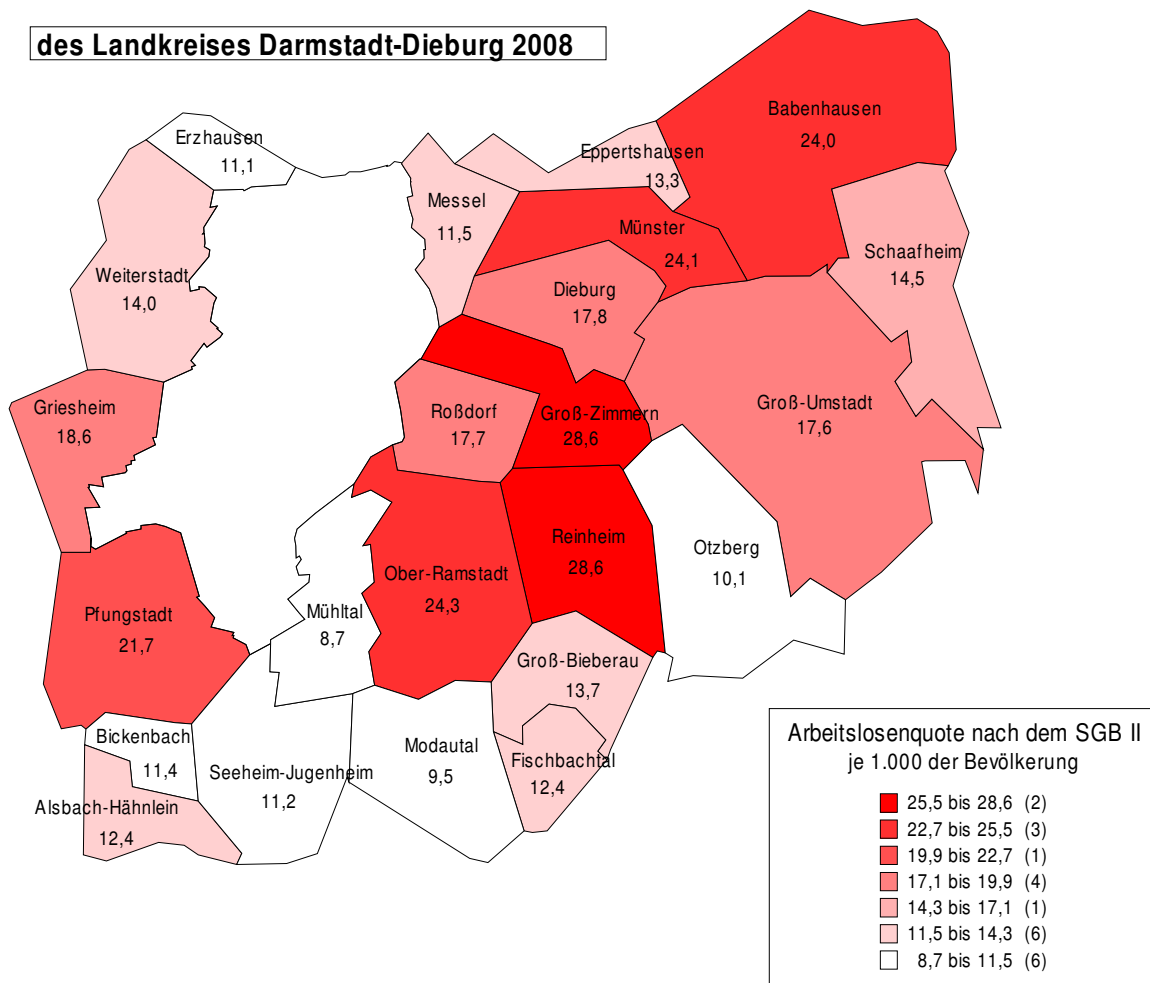 des Landkreises Darmstadt-Dieburg 2008
Babenhausen
24,0
Erzhausen
11,1
Eppertshausen
13,3
Messel
11,5
Münster
24,1
Schaafheim
14,5
Weiterstadt
14,0
Dieburg
17,8
Griesheim
18,6
Roßdorf
17,7
Groß-Zimmern
28,6
Groß-Umstadt
17,6
Reinheim
28,6
Otzberg
10,1
Ober-Ramstadt
24,3
Mühltal
8,7
Pfungstadt
21,7
Groß-Bieberau
13,7
Bickenbach
11,4
Seeheim-Jugenheim
11,2
Modautal
9,5
Fischbachtal
12,4
Alsbach-Hähnlein
12,4
Arbeitslosenquote nach dem SGB II
je 1.000 der Bevölkerung
25,5 bis 28,6 (2)
22,7 bis 25,5 (3)
19,9 bis 22,7 (1)
17,1 bis 19,9 (4)
14,3 bis 17,1 (1)
11,5 bis 14,3 (6)
8,7 bis 11,5 (6)